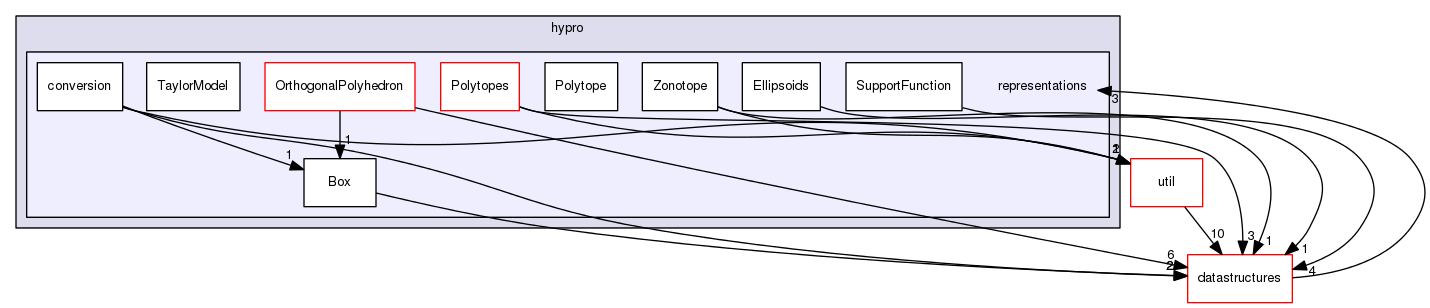 hypro
conversion TaylorModel OrthogonalPolyhedron Polytopes Polytope Zonotope Ellipsoids SupportFunction representations
3
1
1
Box
util
10
3
1
1
6
2
datastructures
4